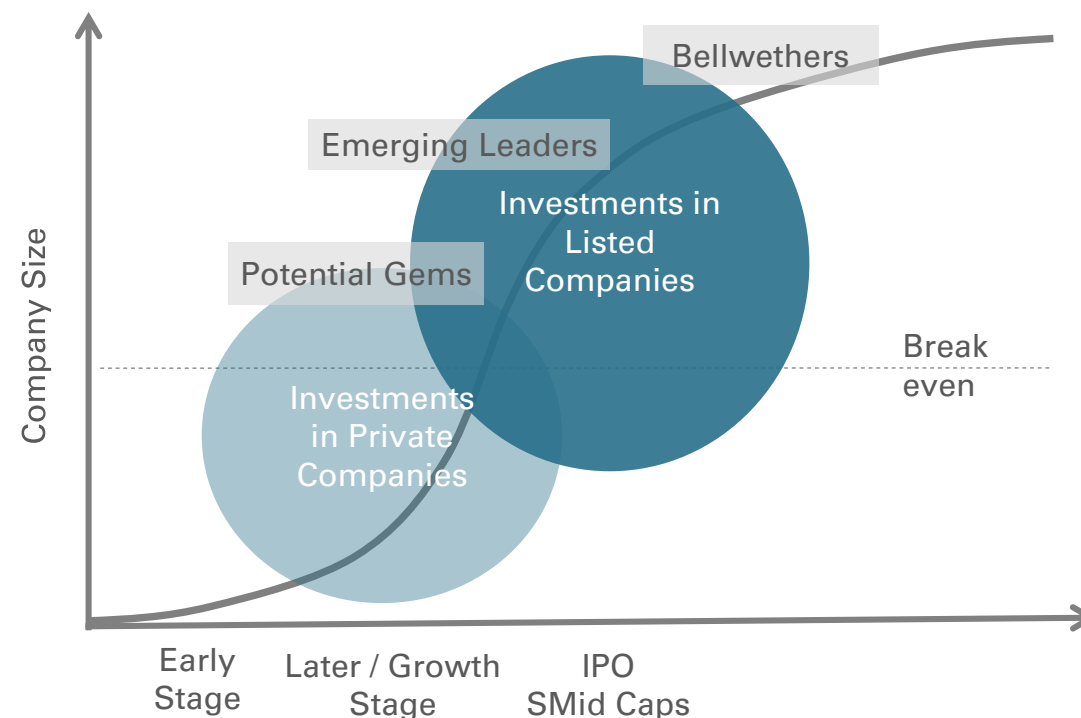 Bellwethers
Emerging Leaders
Investments in
Listed
Companies
Potential Gems
Company Size
Break
even
Investments
in Private
Companies
Early
Stage
Later / Growth
Stage
IPO
SMid Caps